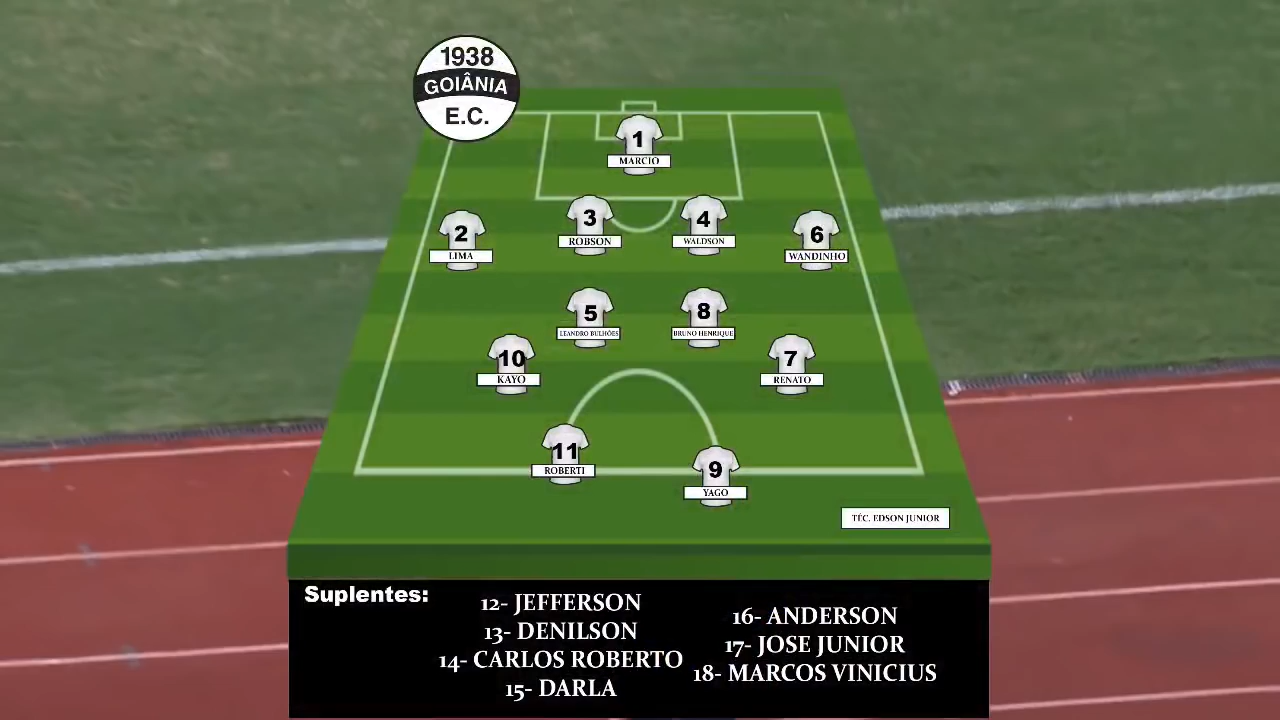 1938
GOIÂNIA
E.C.
1
MARCIO
2
LIMA
3
ROBSON
4
WALDSON
6
WANDINHO
5
LEANDRO BULHÕES
8
BRUNO HENRIQUE
10
KAYO
7
RENATO
11
ROBERTI
9
YAGO
TÉC. EDSON JUNIOR
Suplentes:
12- JEFFERSON
13- DENILSON
14- CARLOS ROBERTO
15- DARLA
16- ANDERSON
17- JOSE JUNIOR
18- MARCOS VINICIUS